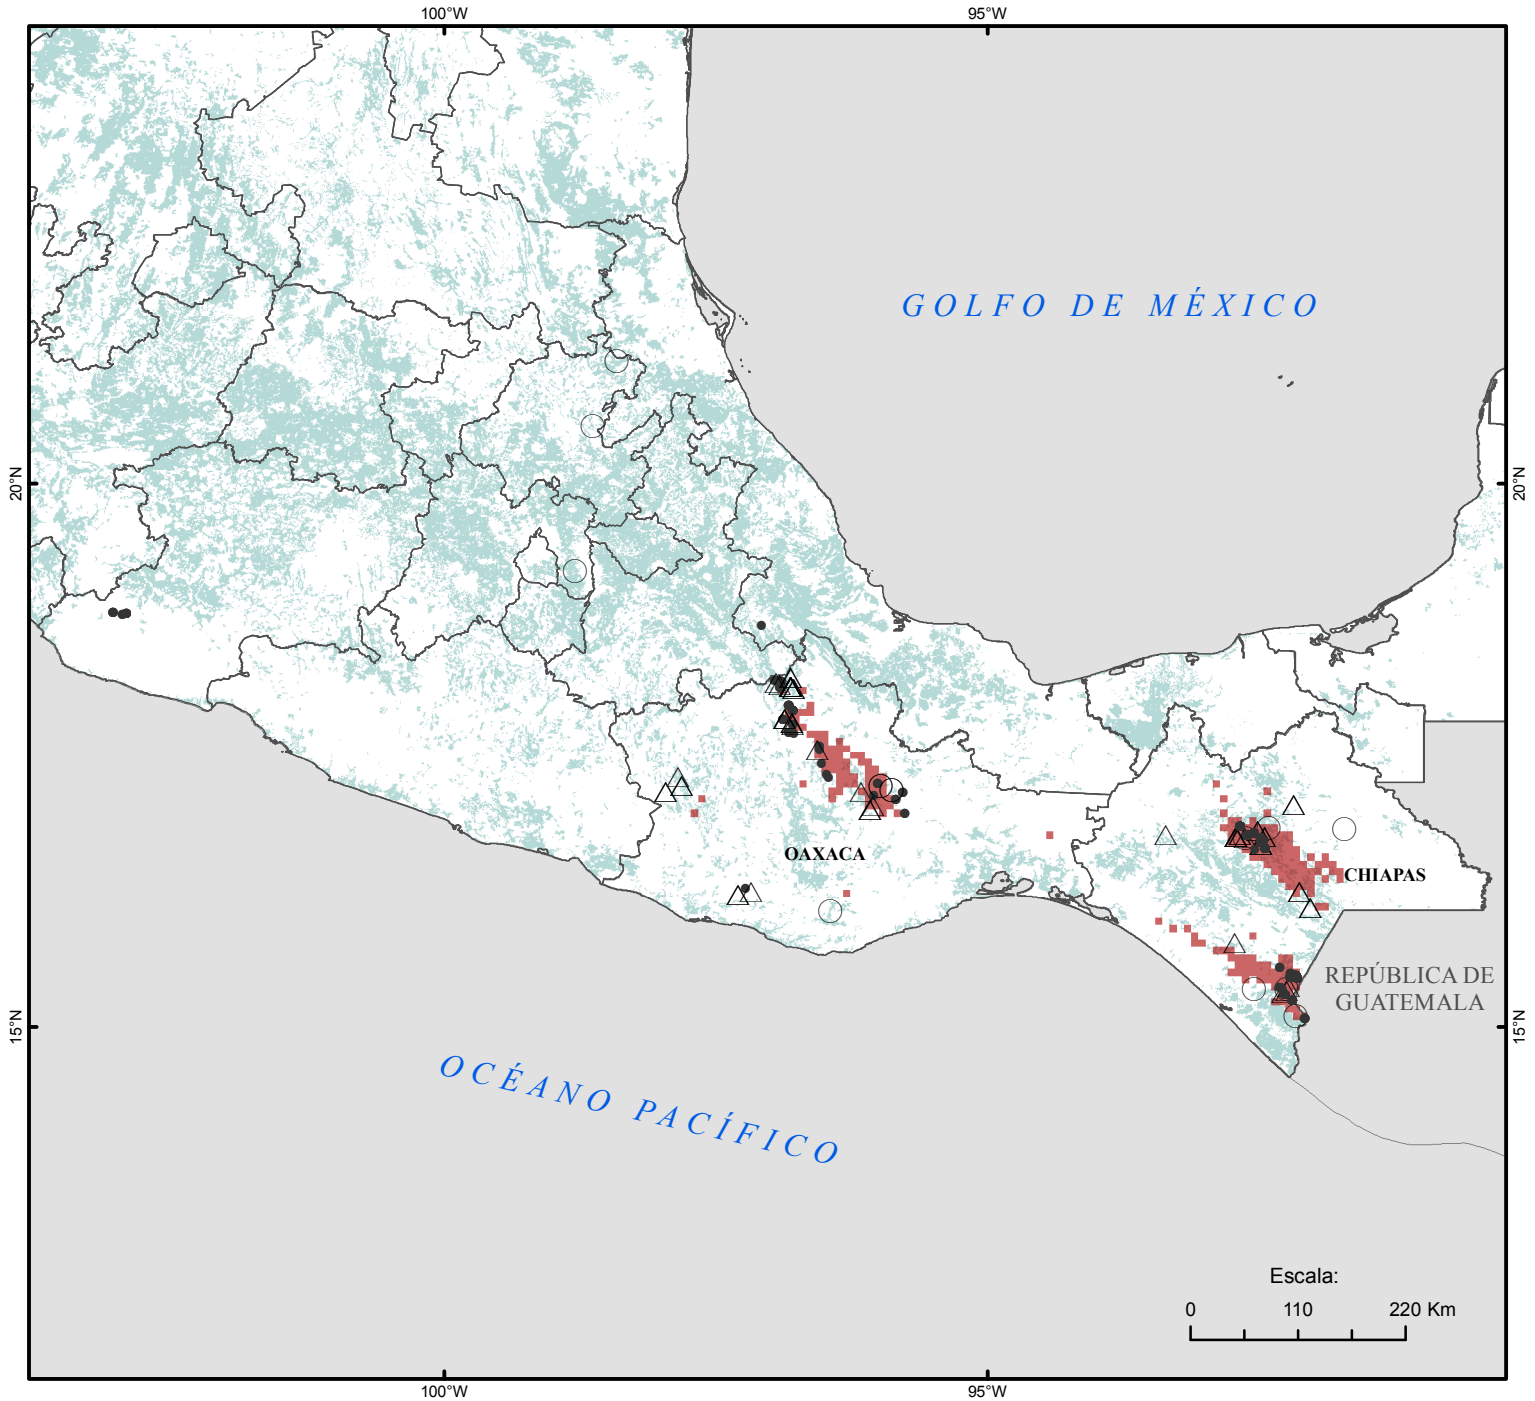 100°W
95°W
GOLFO DE MÉXICO
20°N
20°N
OAXACA
CHIAPAS
REPÚBLICA DE
GUATEMALA
15°N
15°N
OCÉANO PACÍFICO
Escala:
0 110 220 Km
100°W
95°W